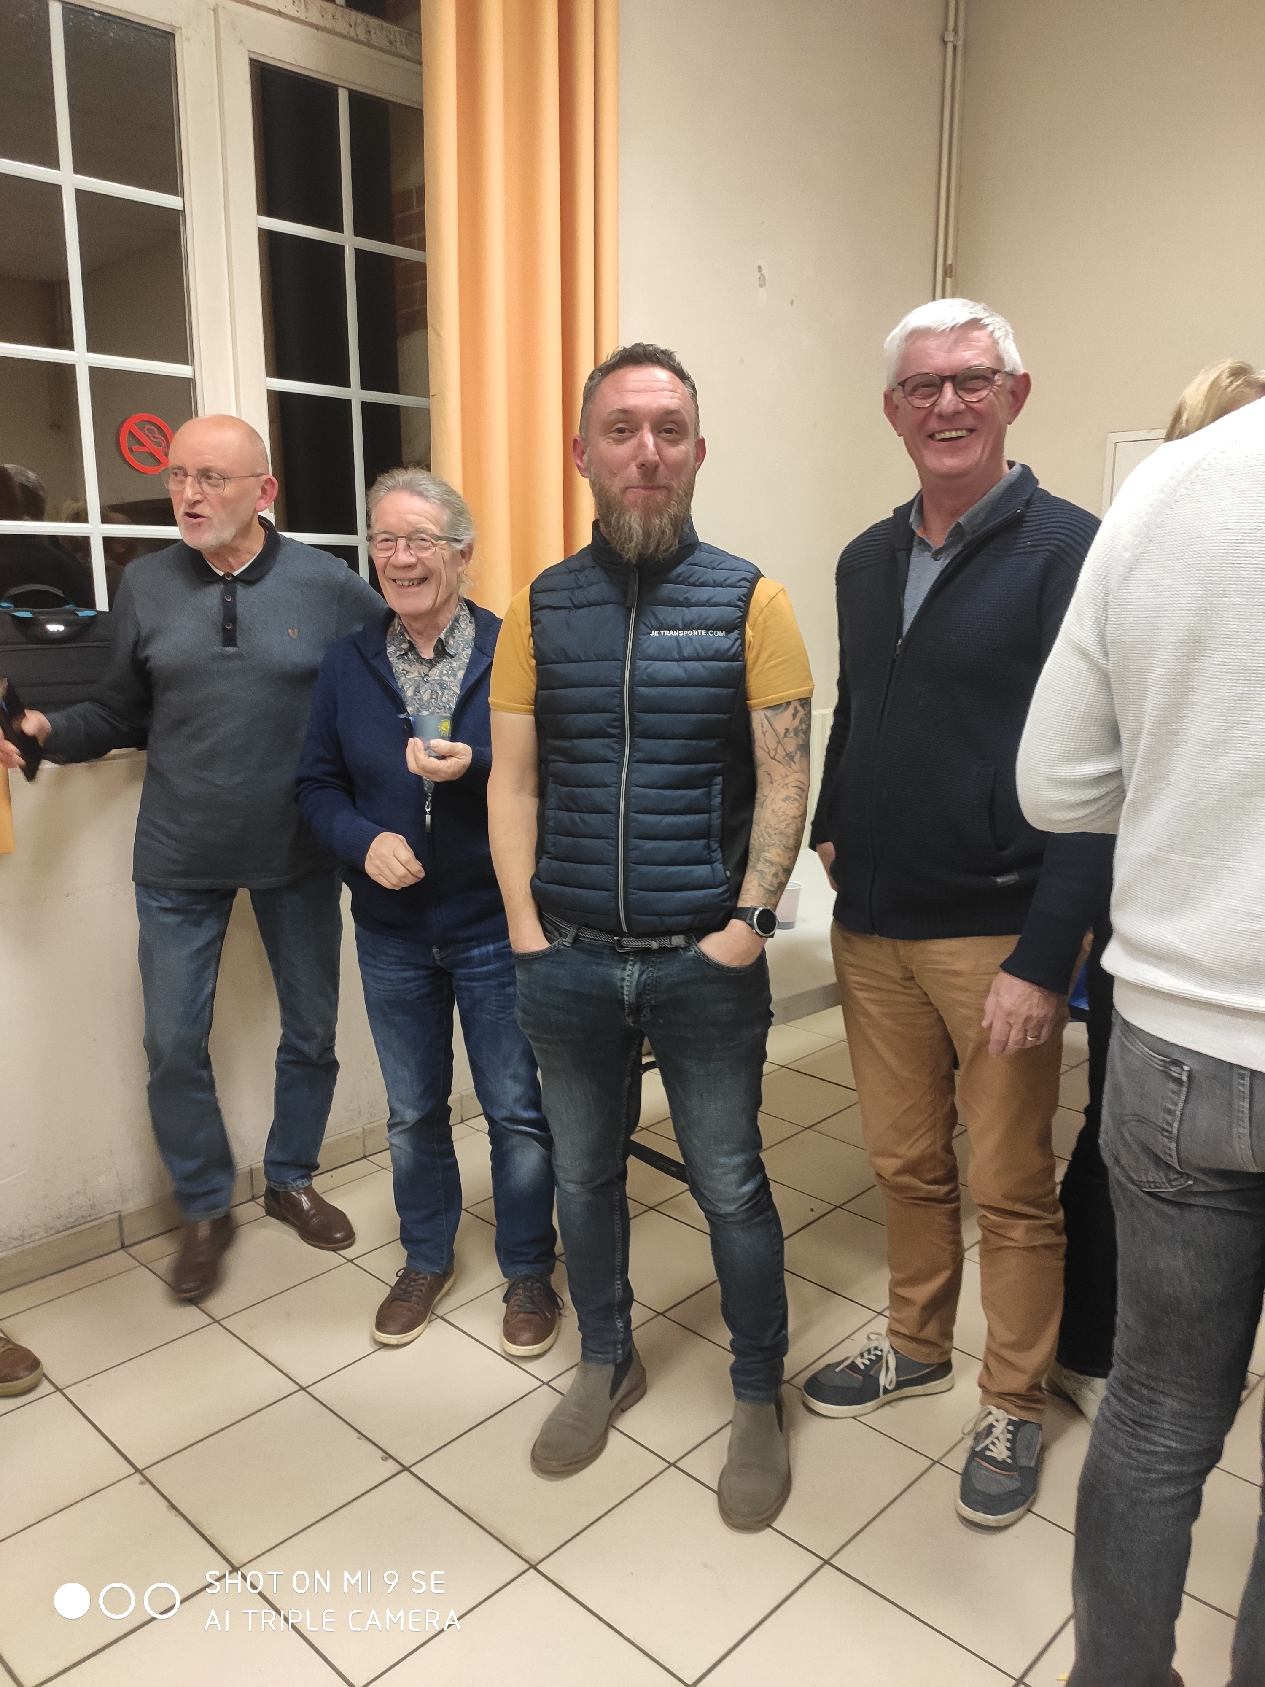 JETRANSPORTE.COM
SHOT ON MI 9 SE
AI TRIPLE CAMERA